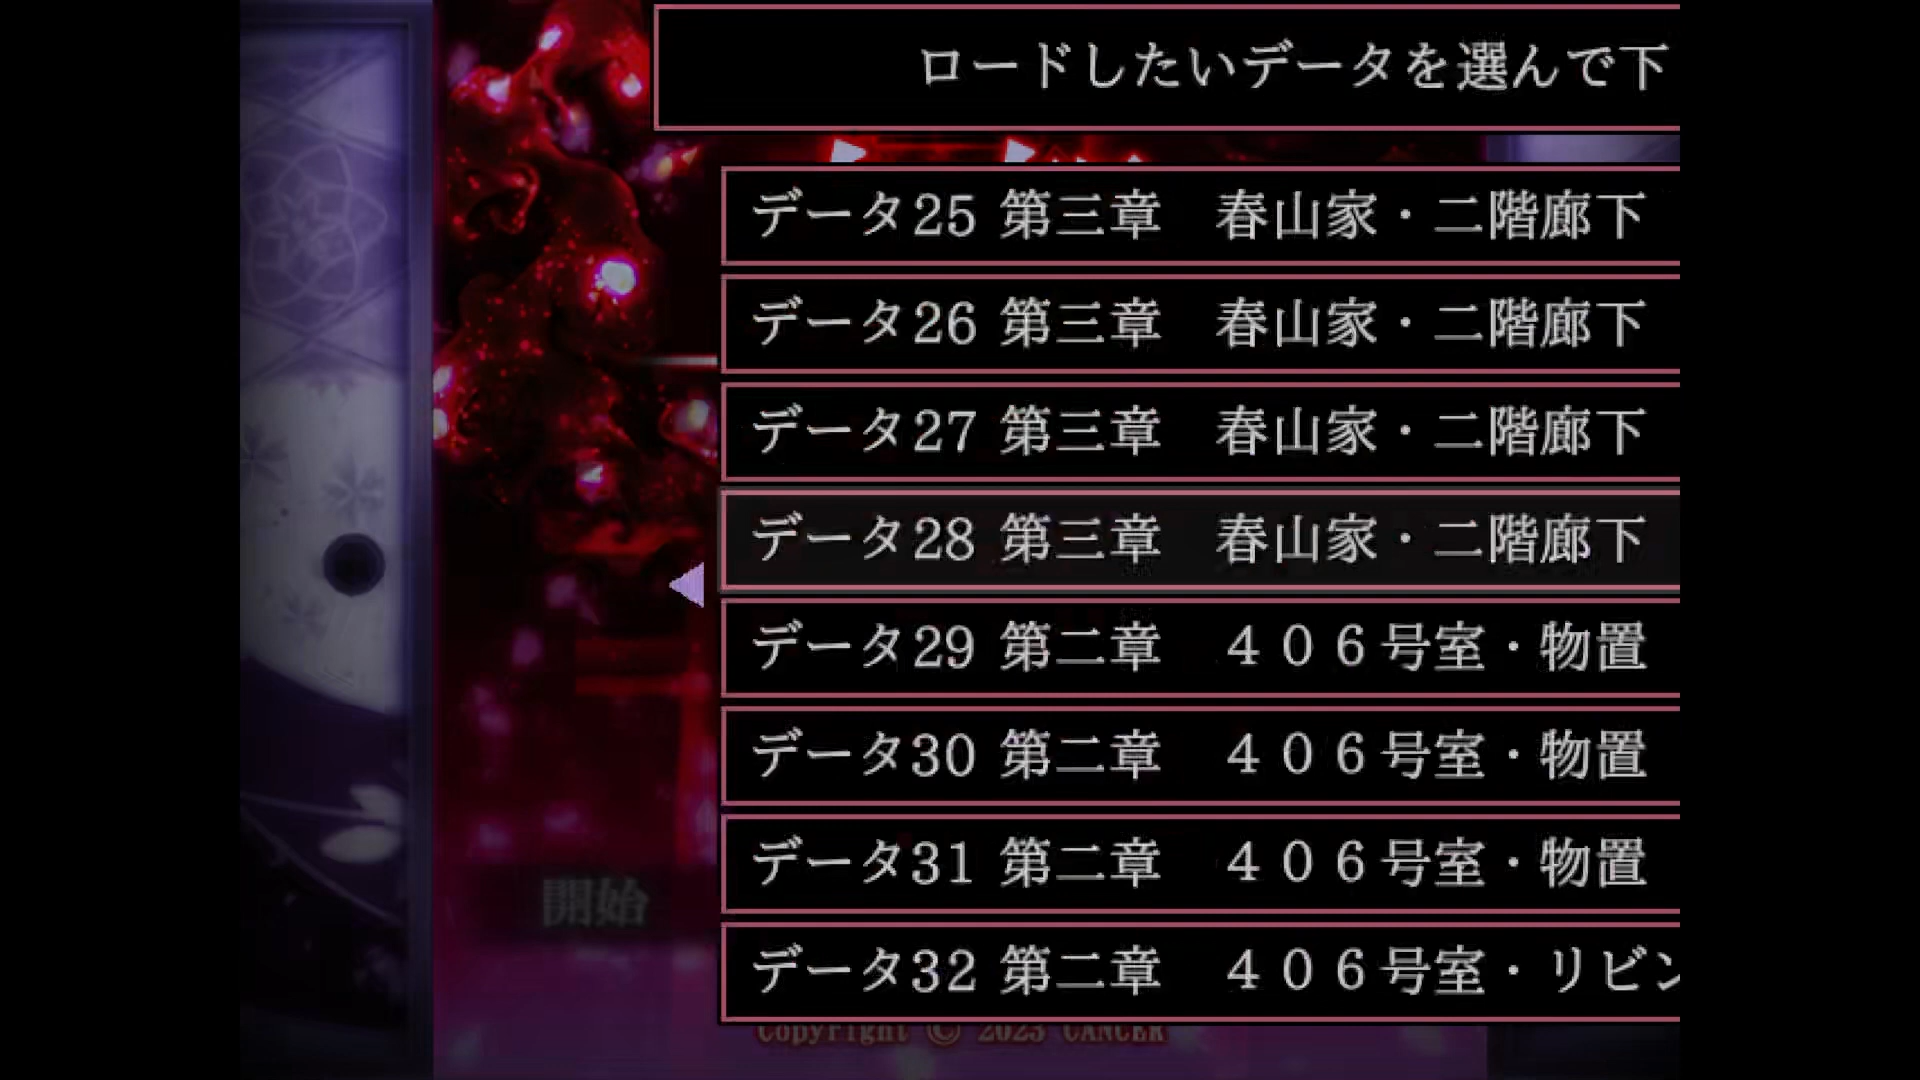 ロードしたいデータを選んで下
データ25 第三章　春山家・二階廊下
データ26 第三章　春山家・二階廊下
データ27 第三章　春山家・二階廊下
データ28 第三章　春山家・二階廊下
データ29 第二章　４０６号室・物置
データ30 第二章　４０６号室・物置
データ31 第二章　４０６号室・物置
開始
データ32 第二章　４０６号室・リビン
Copyright © 2023 CANCER